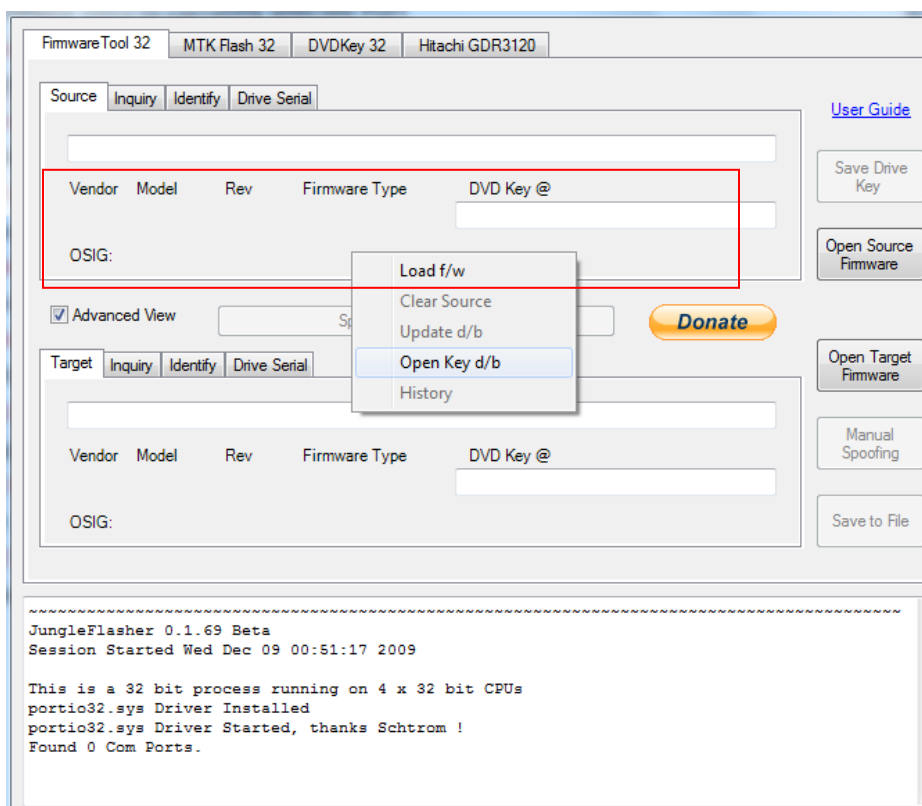 FirmwareTool 32 MTK Flash 32 DVDKey 32 Hitachi GDR3120
Source Inquiry Identify Drive Serial
User Guide
Save Drive
Key
Vendor Model Rev Firmware Type DVD Key @
Open Source
Firmware
OSIG:
Load f/w
Clear Source
Update d/b
Open Key d/b
History
Advanced View
Donate
Target Inquiry Identify Drive Serial
Open Target
Firmware
Manual
Spoofing
Vendor Model Rev Firmware Type DVD Key @
OSIG:
Save to File
~~~~~~~~~~~~~~~~~~~~~~~~~~~~~~~~~~~~~~~~~~~~~~~~~~~~~~~~~~~~~~~~~~~~~~~~~~~~~~~~~~~~~~~~~~
JungleFlasher 0.1.69 Beta
Session Started Wed Dec 09 00:51:17 2009
This is a 32 bit process running on 4 x 32 bit CPUs
portio32.sys Driver Installed
portio32.sys Driver Started, thanks Schtrom !
Found 0 Com Ports.